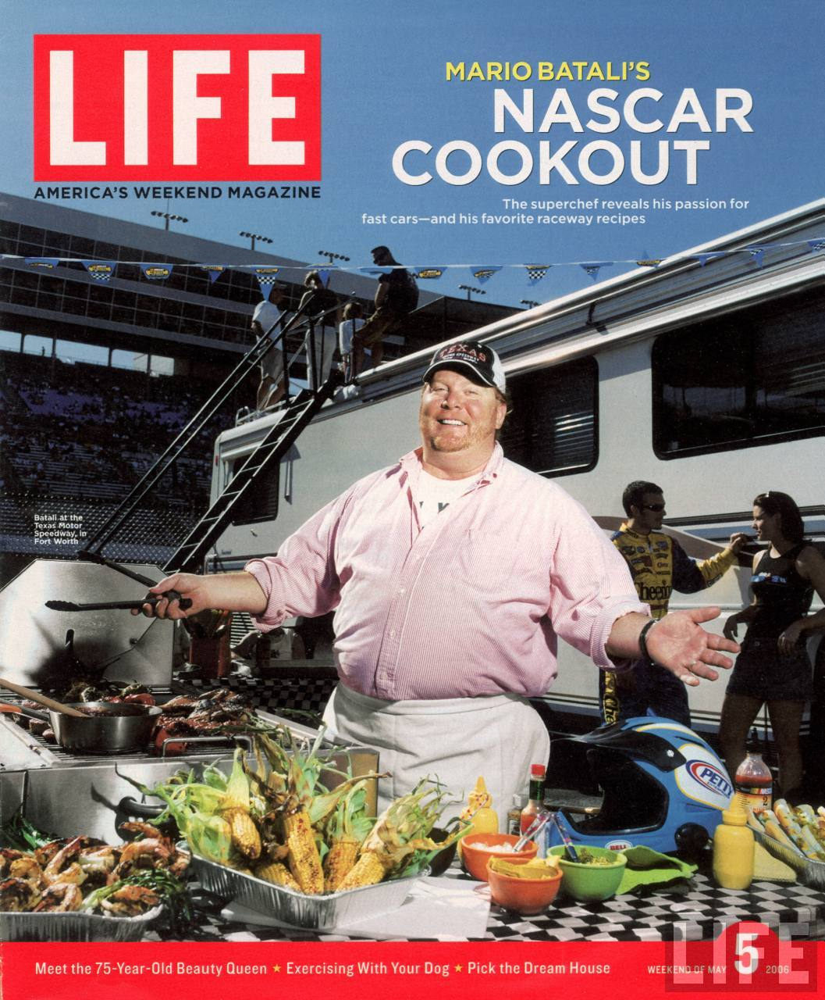 LIFE
AMERICA'S WEEKEND MAGAZINE
MARIO BATALI'S
NASCAR
COOKOUT
The superchef reveals his passion for
fast cars—and his favorite raceway recipes
TEXAS
Batali at the
Texas Motor
Speedway, in
Fort Worth
Cheerios
PETTY
BELL
Meet the 75-Year-Old Beauty Queen ★ Exercising With Your Dog ★ Pick the Dream House
WEEKEND OF MAY 5 2006
LIFE